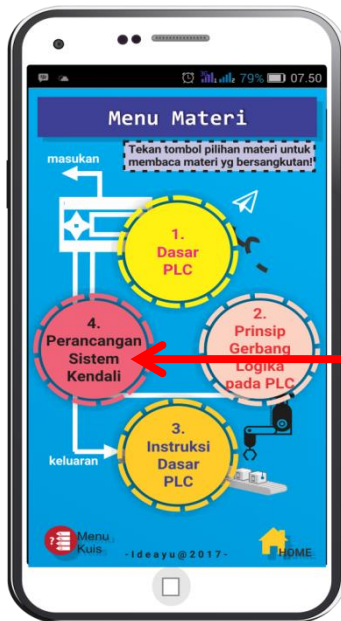 79% 07.50
Menu Materi
Tekan tombol pilihan materi untuk
membaca materi yg bersangkutan!
masukan
1.
Dasar
PLC
2.
Prinsip
Gerbang
Logika
pada PLC
4.
Perancangan
Sistem
Kendali
3.
Instruksi
Dasar
PLC
keluaran
?
Menu
Kuis
-Ideayu@2017-
HOME